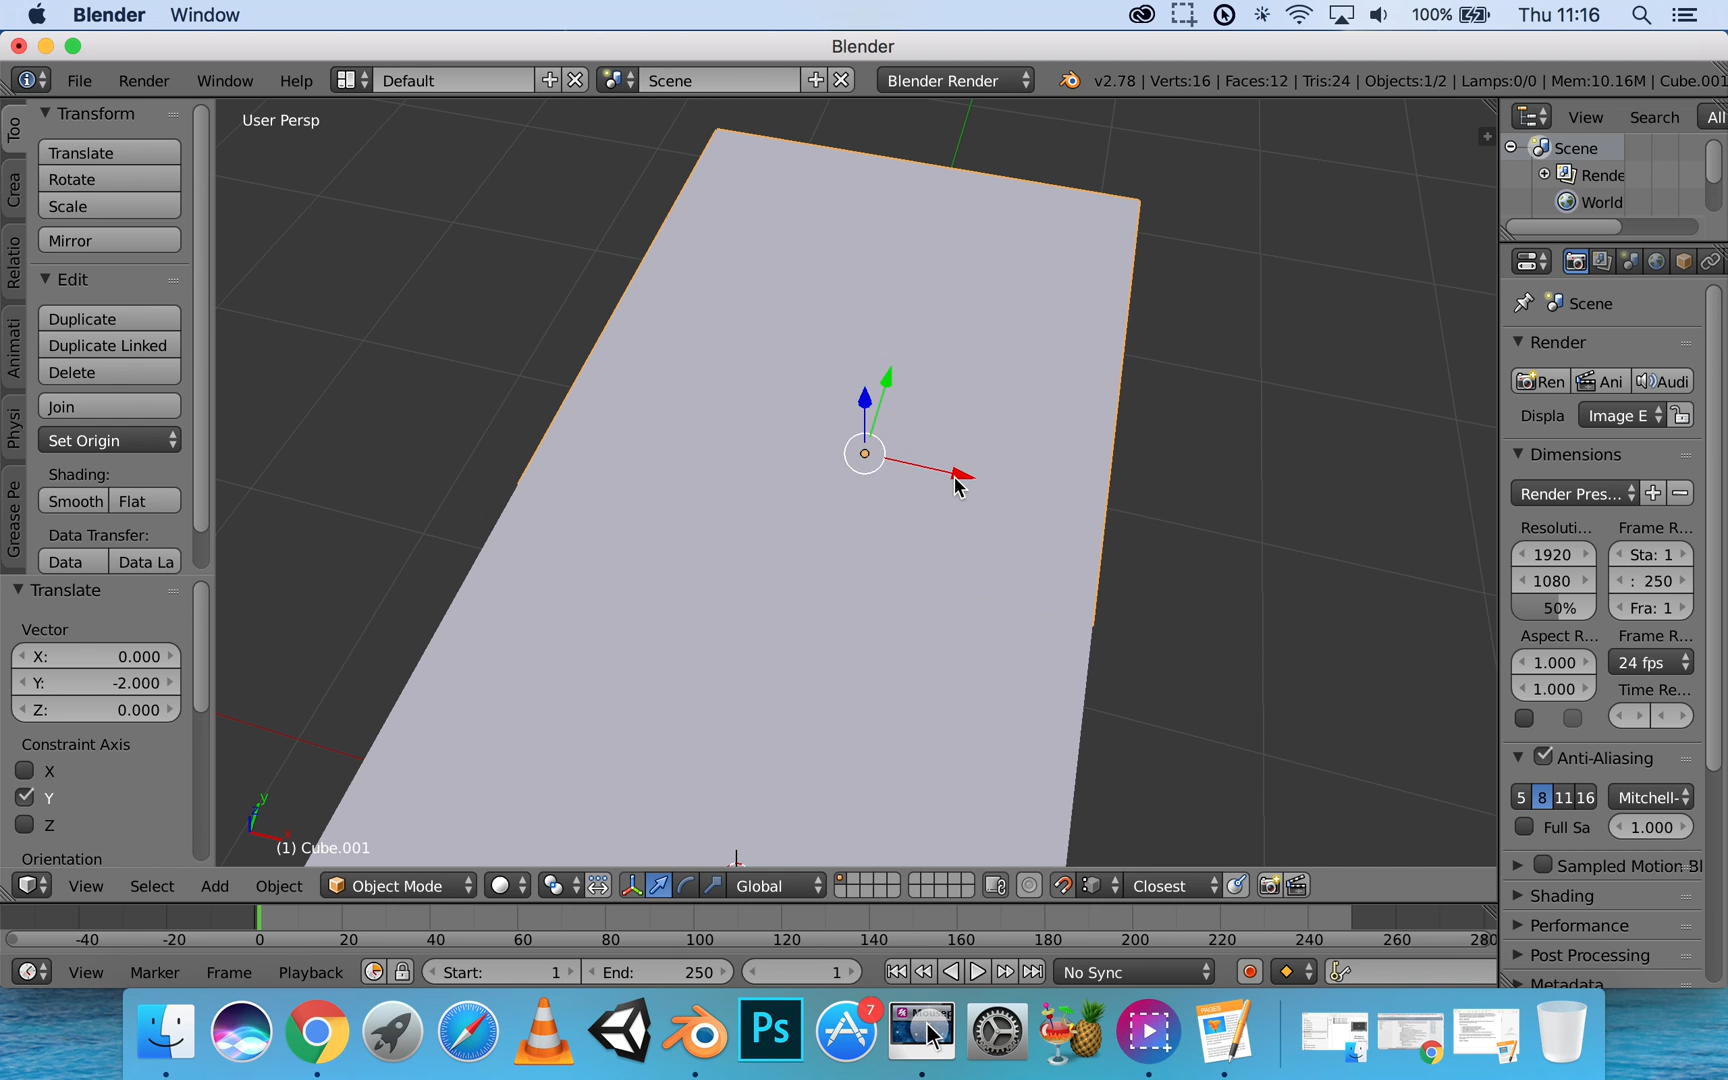 Blender Window 100% Thu 11:16
Blender
File Render Window Help Default Scene Blender Render v2.78 | Verts:16 | Faces:12 | Tris:24 | Objects:1/2 | Lamps:0/0 | Mem:10.16M | Cube.001
Too
Crea
Relatio
Animati
Physi
Grease Pe
Transform
Translate
Rotate
Scale
Mirror
Edit
Duplicate
Duplicate Linked
Delete
Join
Set Origin
Shading:
Smooth Flat
Data Transfer:
Data Data La
Translate
Vector
X: 0.000
Y: -2.000
Z: 0.000
Constraint Axis
X
Y
Z
Orientation
User Persp
y
x
(1) Cube.001
View Search All
Scene
Rende
World
Scene
Render
Ren Ani Audi
Displa Image E
Dimensions
Render Pres...
Resoluti... Frame R...
1920 Sta: 1
1080 : 250
50% Fra: 1
Aspect R... Frame R...
1.000 24 fps
1.000 Time Re...
Anti-Aliasing
5 8 11 16 Mitchell-
Full Sa 1.000
Sampled Motion Bl
Shading
Performance
Post Processing
Metadata
View Select Add Object Object Mode Global Closest
-40 -20 0 20 40 60 80 100 120 140 160 180 200 220 240 260 280
View Marker Frame Playback Start: 1 End: 250 1 No Sync
Ps
7
PAGES